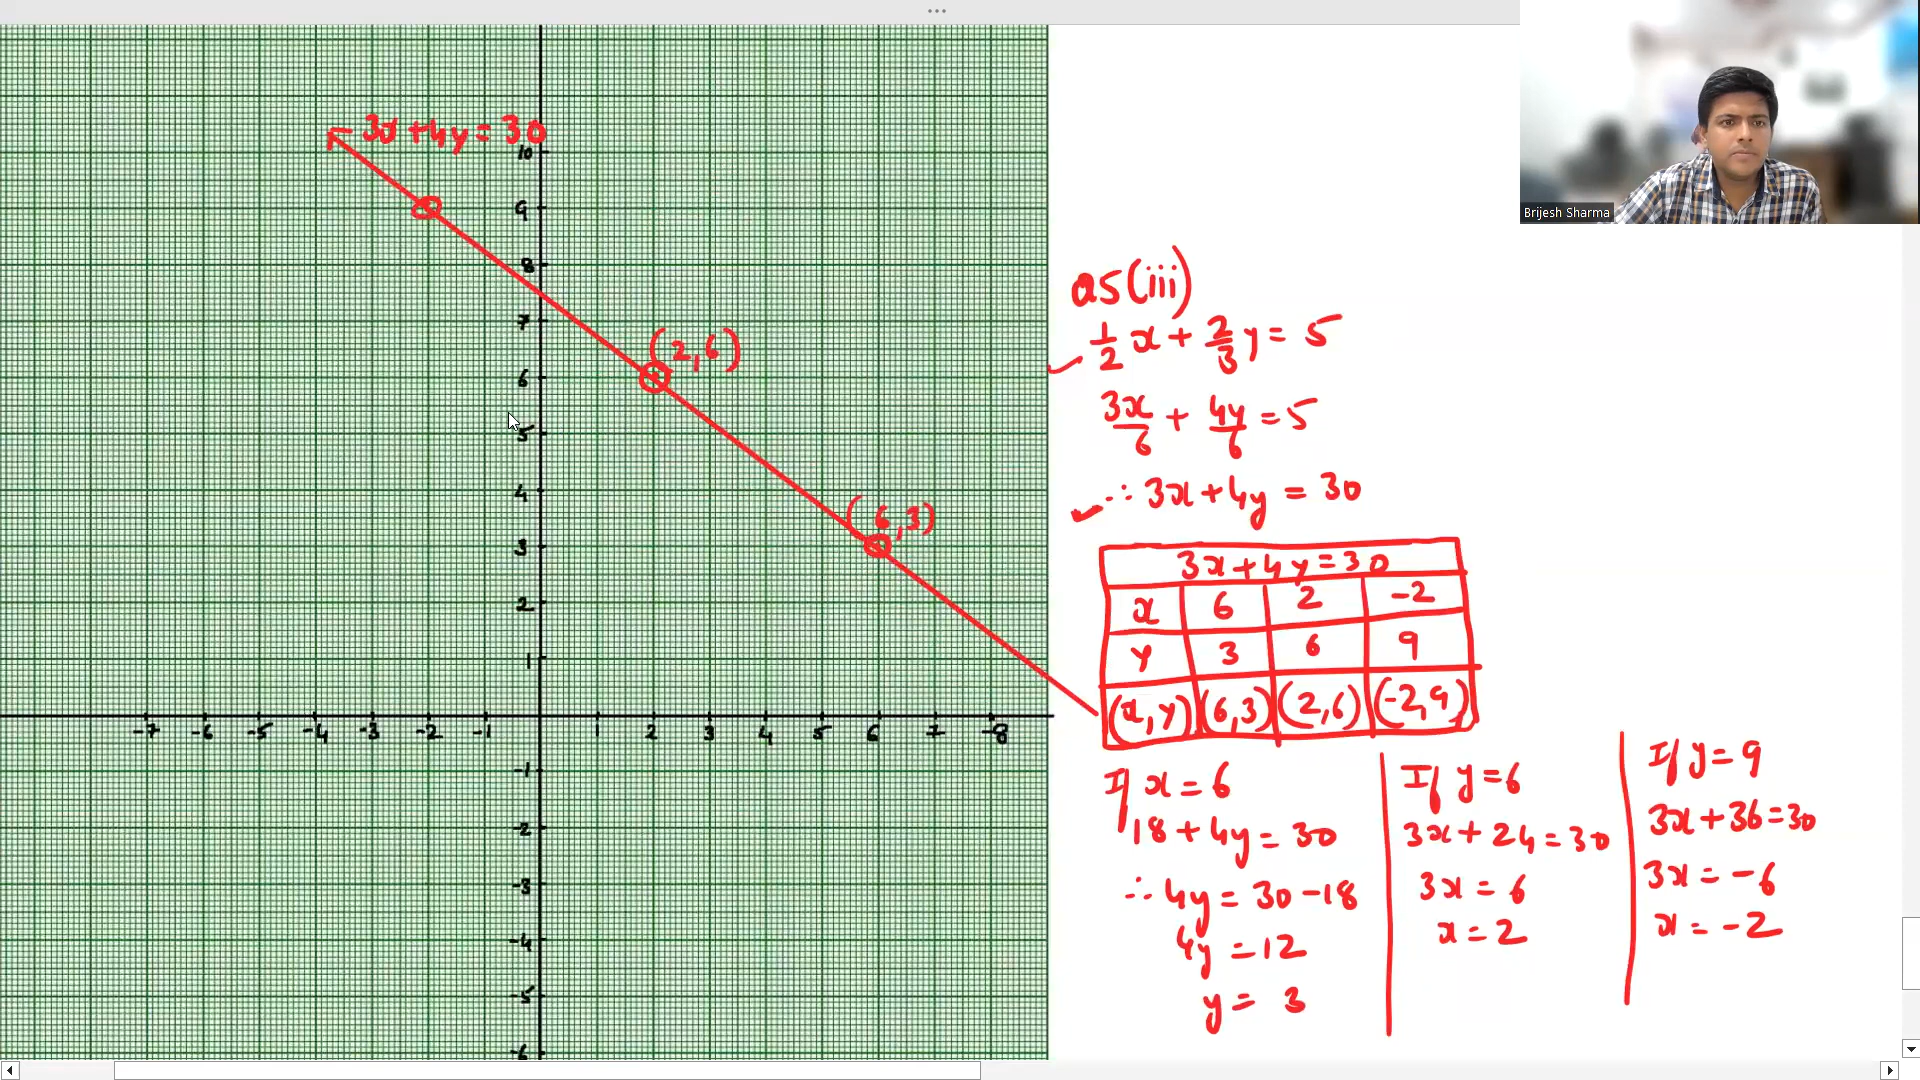 3x + 4y = 30
10
9
8
7
(2,6)
6
5
4
(6,3)
3
2
1
-7 -6 -5 -4 -3 -2 -1 1 2 3 4 5 6 7 -8
-1
-2
-3
-4
-5
-6
Brijesh Sharma
Q5(iii)
1/2 x + 2/3 y = 5
3x/6 + 4y/6 = 5
∴ 3x + 4y = 30
3x + 4y = 30
x 6 2 -2
y 3 6 9
(x,y) (6,3) (2,6) (-2,9)
If x = 6
18 + 4y = 30
∴ 4y = 30 - 18
4y = 12
y = 3
If y = 6
3x + 24 = 30
3x = 6
x = 2
If y = 9
3x + 36 = 30
3x = -6
x = -2